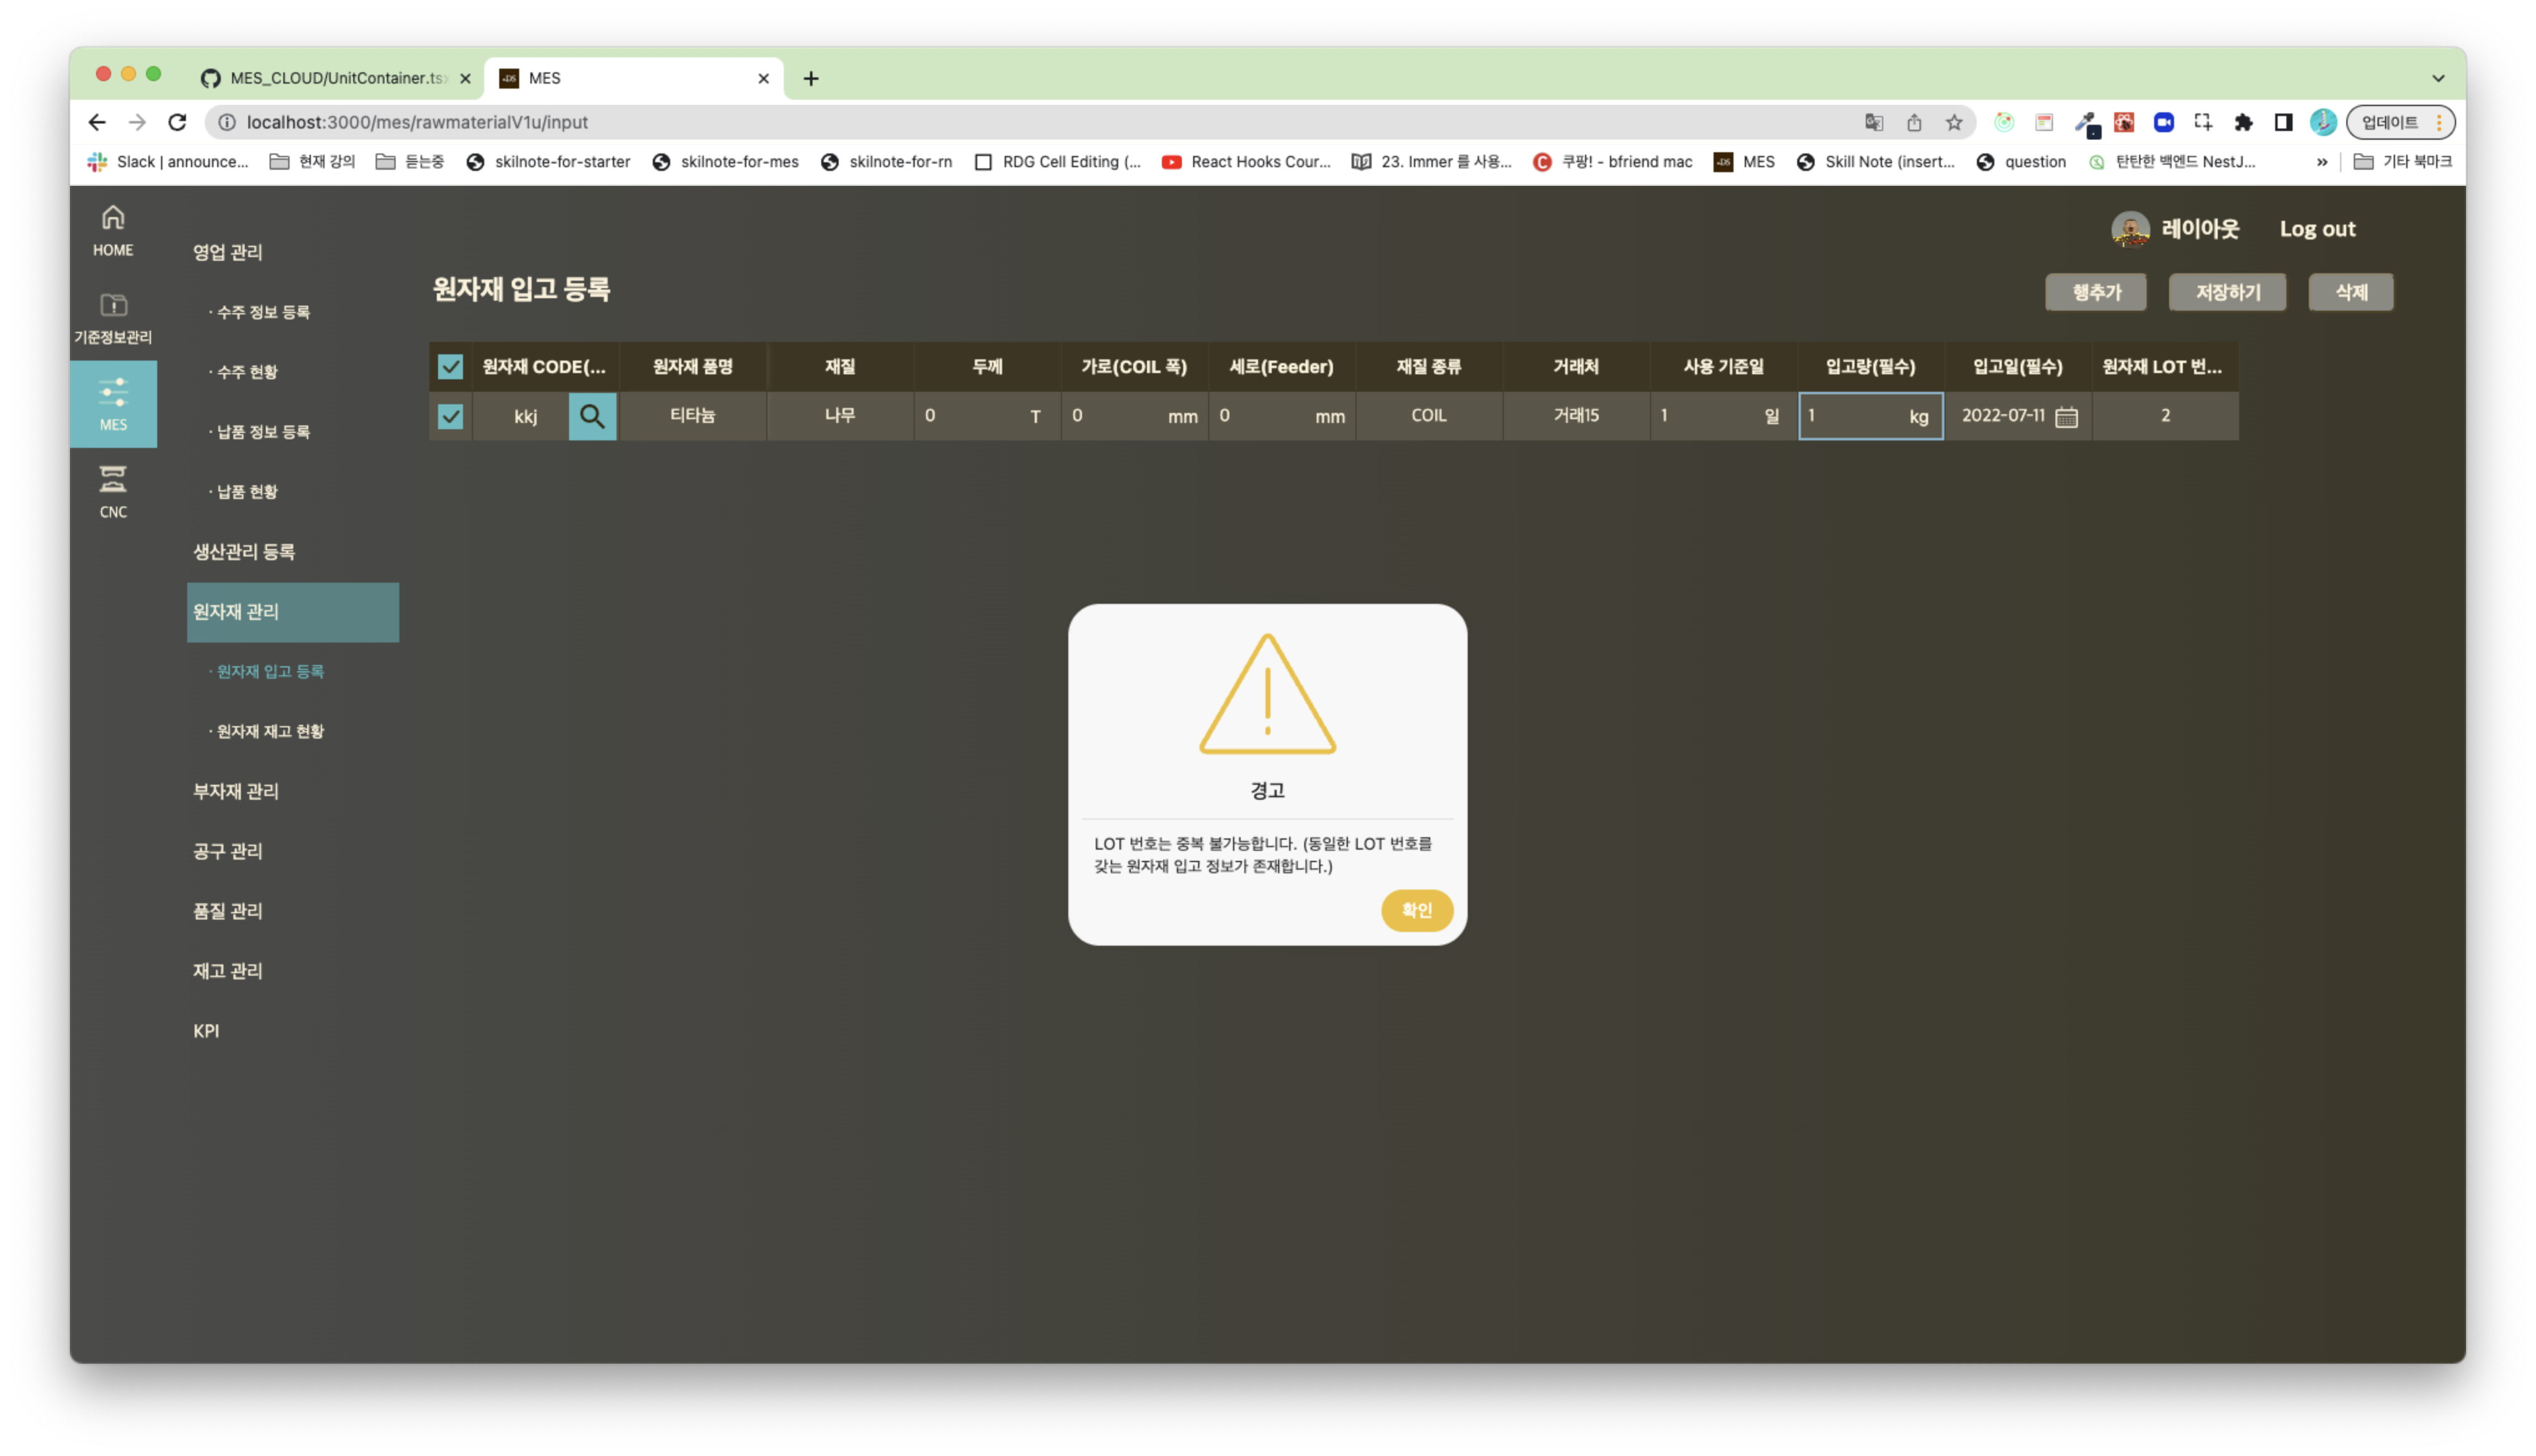 MES_CLOUD/UnitContainer.ts
MES
localhost:3000/mes/rawmaterialV1u/input
업데이트
Slack | announce...
현재 강의
듣는중
skilnote-for-starter
skilnote-for-mes
skilnote-for-rn
RDG Cell Editing (...
React Hooks Cour...
23. Immer 를 사용...
쿠팡! - bfriend mac
MES
Skill Note (insert...
question
탄탄한 백엔드 NestJ...
»
기타 북마크
HOME
기준정보관리
MES
CNC
영업 관리
· 수주 정보 등록
· 수주 현황
· 납품 정보 등록
· 납품 현황
생산관리 등록
원자재 관리
· 원자재 입고 등록
· 원자재 재고 현황
부자재 관리
공구 관리
품질 관리
재고 관리
KPI
레이아웃
Log out
원자재 입고 등록
행추가
저장하기
삭제
원자재 CODE(... 원자재 품명 재질 두께 가로(COIL 폭) 세로(Feeder) 재질 종류 거래처 사용 기준일 입고량(필수) 입고일(필수) 원자재 LOT 번...
kkj 티타늄 나무 0 T 0 mm 0 mm COIL 거래15 1 일 1 kg 2022-07-11 2
경고
LOT 번호는 중복 불가능합니다. (동일한 LOT 번호를
갖는 원자재 입고 정보가 존재합니다.)
확인